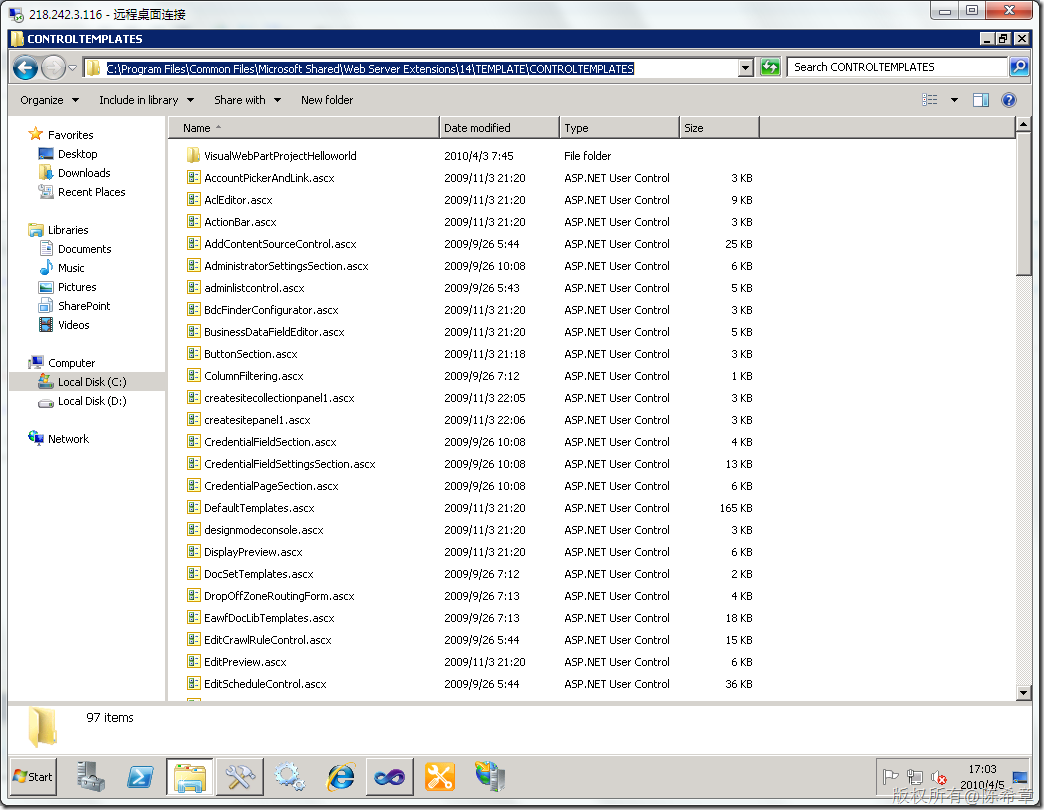 218.242.3.116 - 远程桌面连接
CONTROLTEMPLATES
C:\Program Files\Common Files\Microsoft Shared\Web Server Extensions\14\TEMPLATE\CONTROLTEMPLATES
Search CONTROLTEMPLATES
Organize Include in library Share with New folder
Favorites
Desktop
Downloads
Recent Places
Libraries
Documents
Music
Pictures
SharePoint
Videos
Computer
Local Disk (C:)
Local Disk (D:)
Network
Name Date modified Type Size
VisualWebPartProjectHelloworld 2010/4/3 7:45 File folder
AccountPickerAndLink.ascx 2009/11/3 21:20 ASP.NET User Control 3 KB
AclEditor.ascx 2009/11/3 21:20 ASP.NET User Control 9 KB
ActionBar.ascx 2009/11/3 21:20 ASP.NET User Control 3 KB
AddContentSourceControl.ascx 2009/9/26 5:44 ASP.NET User Control 25 KB
AdministratorSettingsSection.ascx 2009/9/26 10:08 ASP.NET User Control 6 KB
adminlistcontrol.ascx 2009/9/26 5:43 ASP.NET User Control 5 KB
BdcFinderConfigurator.ascx 2009/11/3 21:20 ASP.NET User Control 3 KB
BusinessDataFieldEditor.ascx 2009/11/3 21:20 ASP.NET User Control 5 KB
ButtonSection.ascx 2009/11/3 21:18 ASP.NET User Control 3 KB
ColumnFiltering.ascx 2009/9/26 7:12 ASP.NET User Control 1 KB
createsitecollectionpanel1.ascx 2009/11/3 22:05 ASP.NET User Control 3 KB
createsitepanel1.ascx 2009/11/3 22:06 ASP.NET User Control 3 KB
CredentialFieldSection.ascx 2009/9/26 10:08 ASP.NET User Control 4 KB
CredentialFieldSettingsSection.ascx 2009/9/26 10:08 ASP.NET User Control 13 KB
CredentialPageSection.ascx 2009/9/26 10:08 ASP.NET User Control 6 KB
DefaultTemplates.ascx 2009/11/3 21:20 ASP.NET User Control 165 KB
designmodeconsole.ascx 2009/11/3 21:20 ASP.NET User Control 3 KB
DisplayPreview.ascx 2009/11/3 21:20 ASP.NET User Control 6 KB
DocSetTemplates.ascx 2009/9/26 7:12 ASP.NET User Control 2 KB
DropOffZoneRoutingForm.ascx 2009/9/26 7:13 ASP.NET User Control 4 KB
EawfDocLibTemplates.ascx 2009/9/26 7:13 ASP.NET User Control 18 KB
EditCrawlRuleControl.ascx 2009/9/26 5:44 ASP.NET User Control 15 KB
EditPreview.ascx 2009/11/3 21:20 ASP.NET User Control 6 KB
EditScheduleControl.ascx 2009/9/26 5:44 ASP.NET User Control 36 KB
97 items
Start
17:03
2010/4/5
版权所有@陈希章